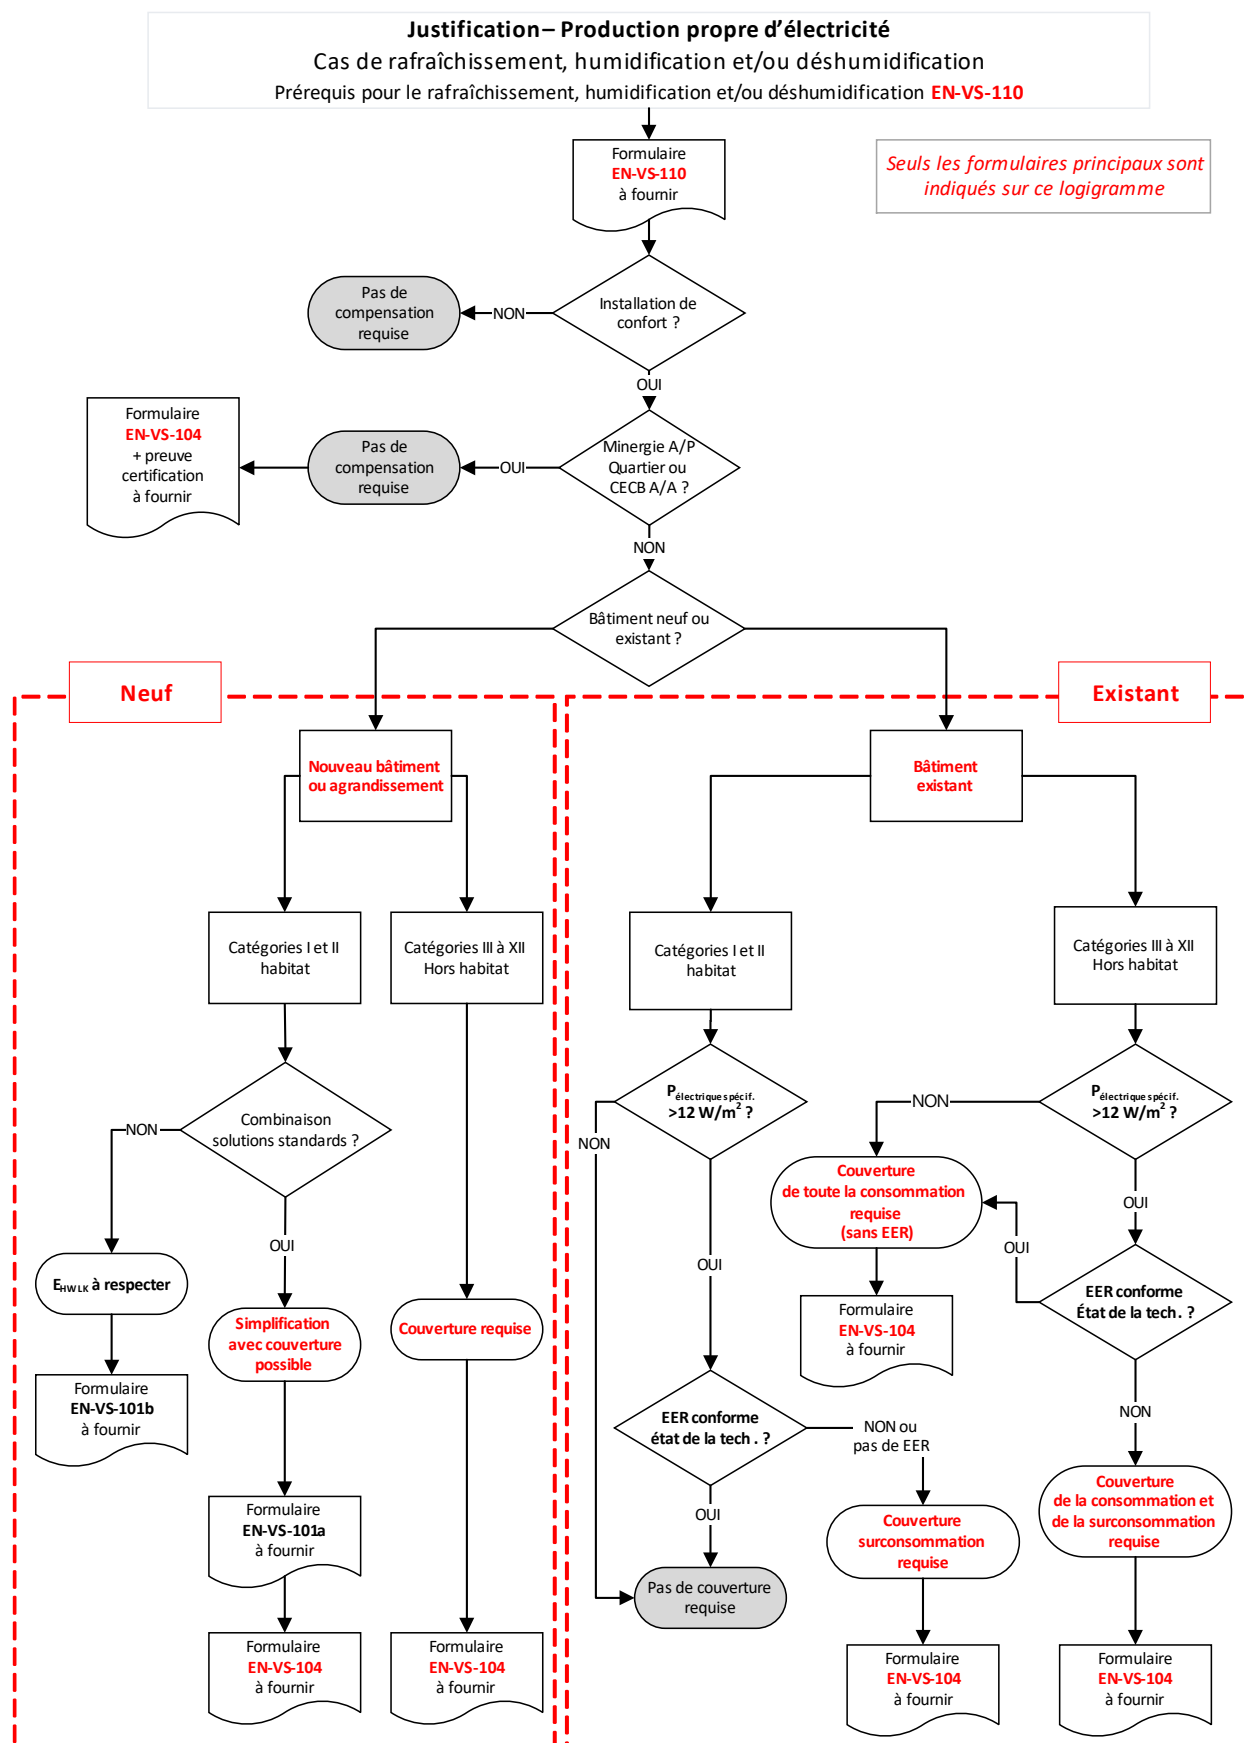 Justification – Production propre d’électricité
Cas de rafraîchissement, humidification et/ou déshumidification
Prérequis pour le rafraîchissement, humidification et/ou déshumidification EN-VS-110
Formulaire
EN-VS-110
à fournir
Seuls les formulaires principaux sont
indiqués sur ce logigramme
Installation de
confort ?
NON
Pas de
compensation
requise
OUI
Minergie A/P
Quartier ou
CECB A/A ?
OUI
Pas de
compensation
requise
Formulaire
EN-VS-104
+ preuve
certification
à fournir
NON
Bâtiment neuf ou
existant ?
Neuf
Existant
Nouveau bâtiment
ou agrandissement
Bâtiment
existant
Catégories I et II
habitat
Catégories III à XII
Hors habitat
Catégories I et II
habitat
Catégories III à XII
Hors habitat
Combinaison
solutions standards ?
NON
OUI
E HWLK à respecter
Formulaire
EN-VS-101b
à fournir
Simplification
avec couverture
possible
Formulaire
EN-VS-101a
à fournir
Formulaire
EN-VS-104
à fournir
Couverture requise
Formulaire
EN-VS-104
à fournir
P électrique spécif.
>12 W/m² ?
NON
OUI
EER conforme
état de la tech . ?
NON ou
pas de EER
OUI
Pas de couverture
requise
Couverture
surconsommation
requise
Formulaire
EN-VS-104
à fournir
P électrique spécif.
>12 W/m² ?
NON
OUI
Couverture
de toute la consommation
requise
(sans EER)
Formulaire
EN-VS-104
à fournir
EER conforme
État de la tech . ?
OUI
NON
Couverture
de la consommation et
de la surconsommation
requise
Formulaire
EN-VS-104
à fournir